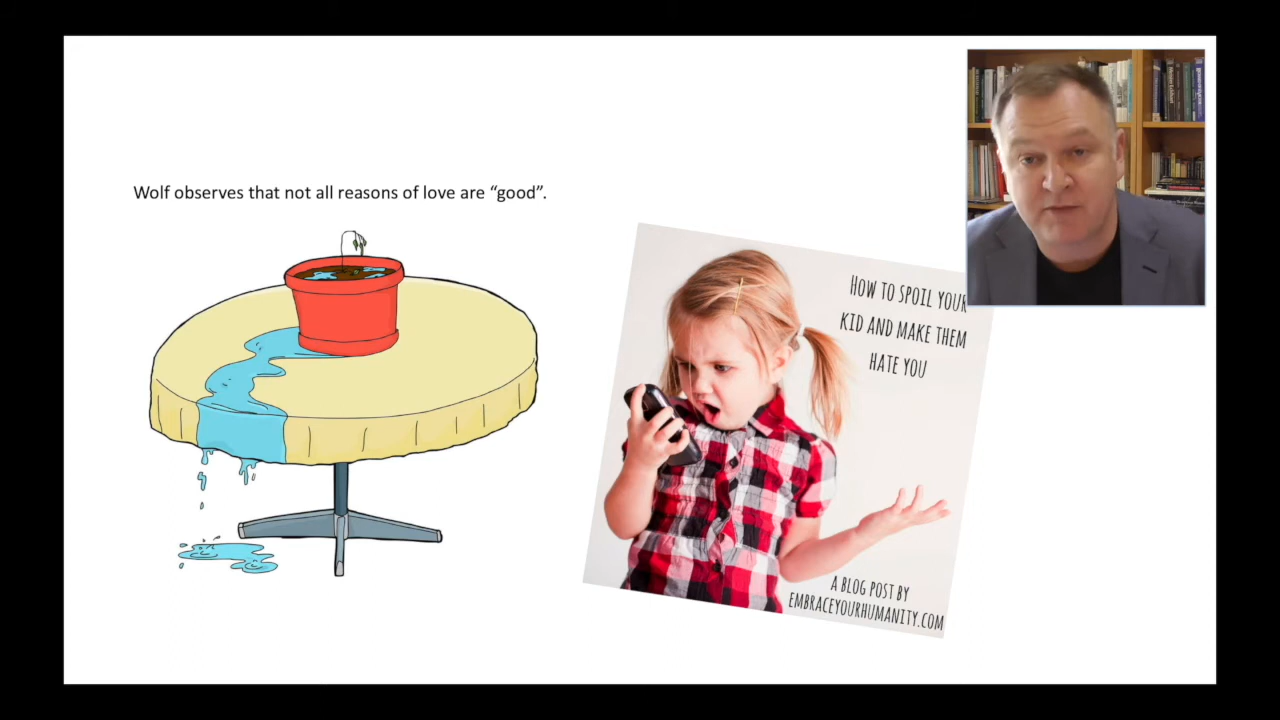 Wolf observes that not all reasons of love are “good”.
How to spoil your
kid and make them
hate you
A blog post by
embraceyourhumanity.com